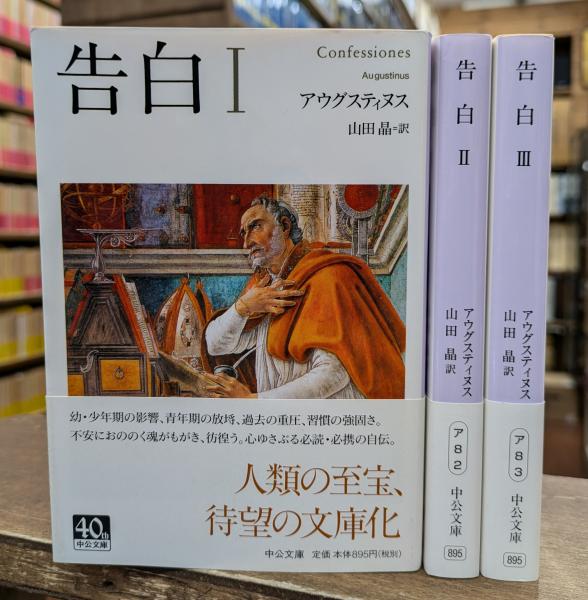 告白 I
Confessiones
Augustinus
アウグスティヌス
山田 晶=訳
幼・少年期の影響、青年期の放埓、過去の重圧、習慣の強固さ。
不安におののく魂がもがき、彷徨う。心ゆさぶる必読・必携の自伝。
人類の至宝、
待望の文庫化
40th
中公文庫
中公文庫 定価 本体895円(税別)
告白 II
アウグスティヌス
山田 晶 訳
ア 8 2
中公文庫
895
告白 III
アウグスティヌス
山田 晶 訳
ア 8 3
中公文庫
895